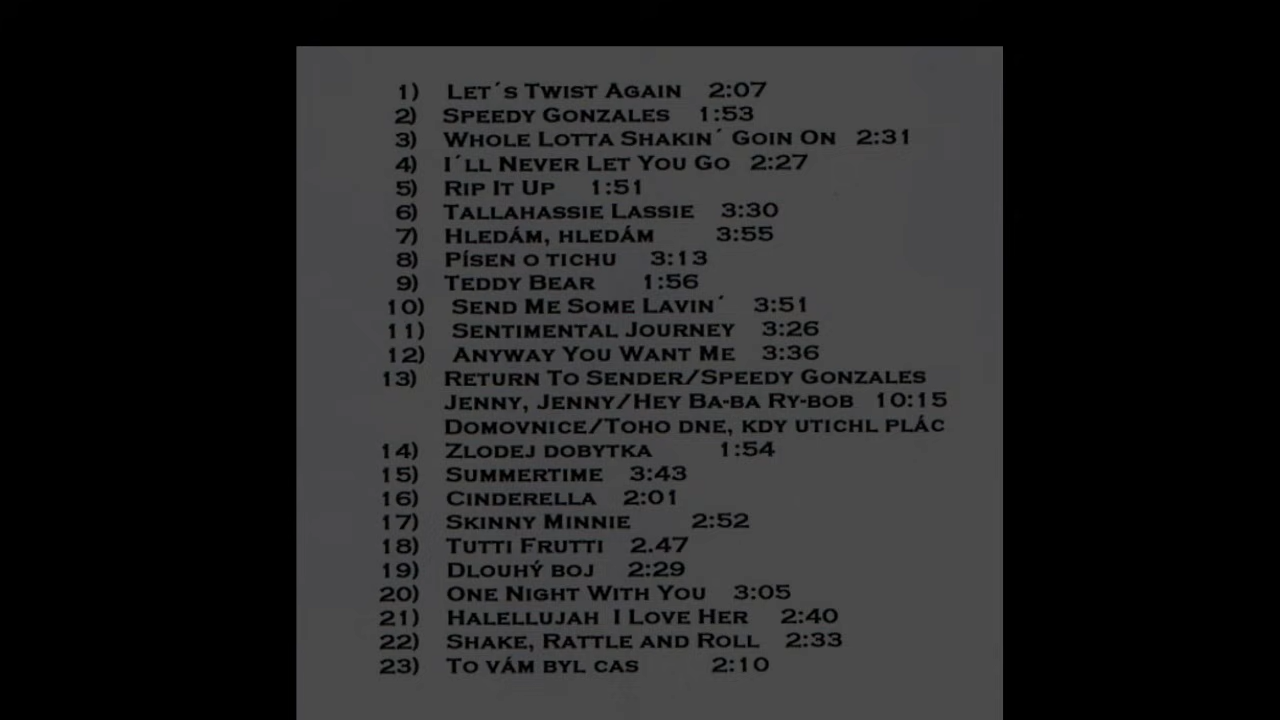 1) LET´S TWIST AGAIN 2:07
2) SPEEDY GONZALES 1:53
3) WHOLE LOTTA SHAKIN´ GOIN ON 2:31
4) I´LL NEVER LET YOU GO 2:27
5) RIP IT UP 1:51
6) TALLAHASSIE LASSIE 3:30
7) HLEDÁM, HLEDÁM 3:55
8) PÍSEN O TICHU 3:13
9) TEDDY BEAR 1:56
10) SEND ME SOME LAVIN´ 3:51
11) SENTIMENTAL JOURNEY 3:26
12) ANYWAY YOU WANT ME 3:36
13) RETURN TO SENDER/SPEEDY GONZALES
JENNY, JENNY/HEY BA-BA RY-BOB 10:15
DOMOVNICE/TOHO DNE, KDY UTICHL PLÁC
14) ZLODEJ DOBYTKA 1:54
15) SUMMERTIME 3:43
16) CINDERELLA 2:01
17) SKINNY MINNIE 2:52
18) TUTTI FRUTTI 2.47
19) DLOUHÝ BOJ 2:29
20) ONE NIGHT WITH YOU 3:05
21) HALELLUJAH I LOVE HER 2:40
22) SHAKE, RATTLE AND ROLL 2:33
23) TO VÁM BYL CAS 2:10